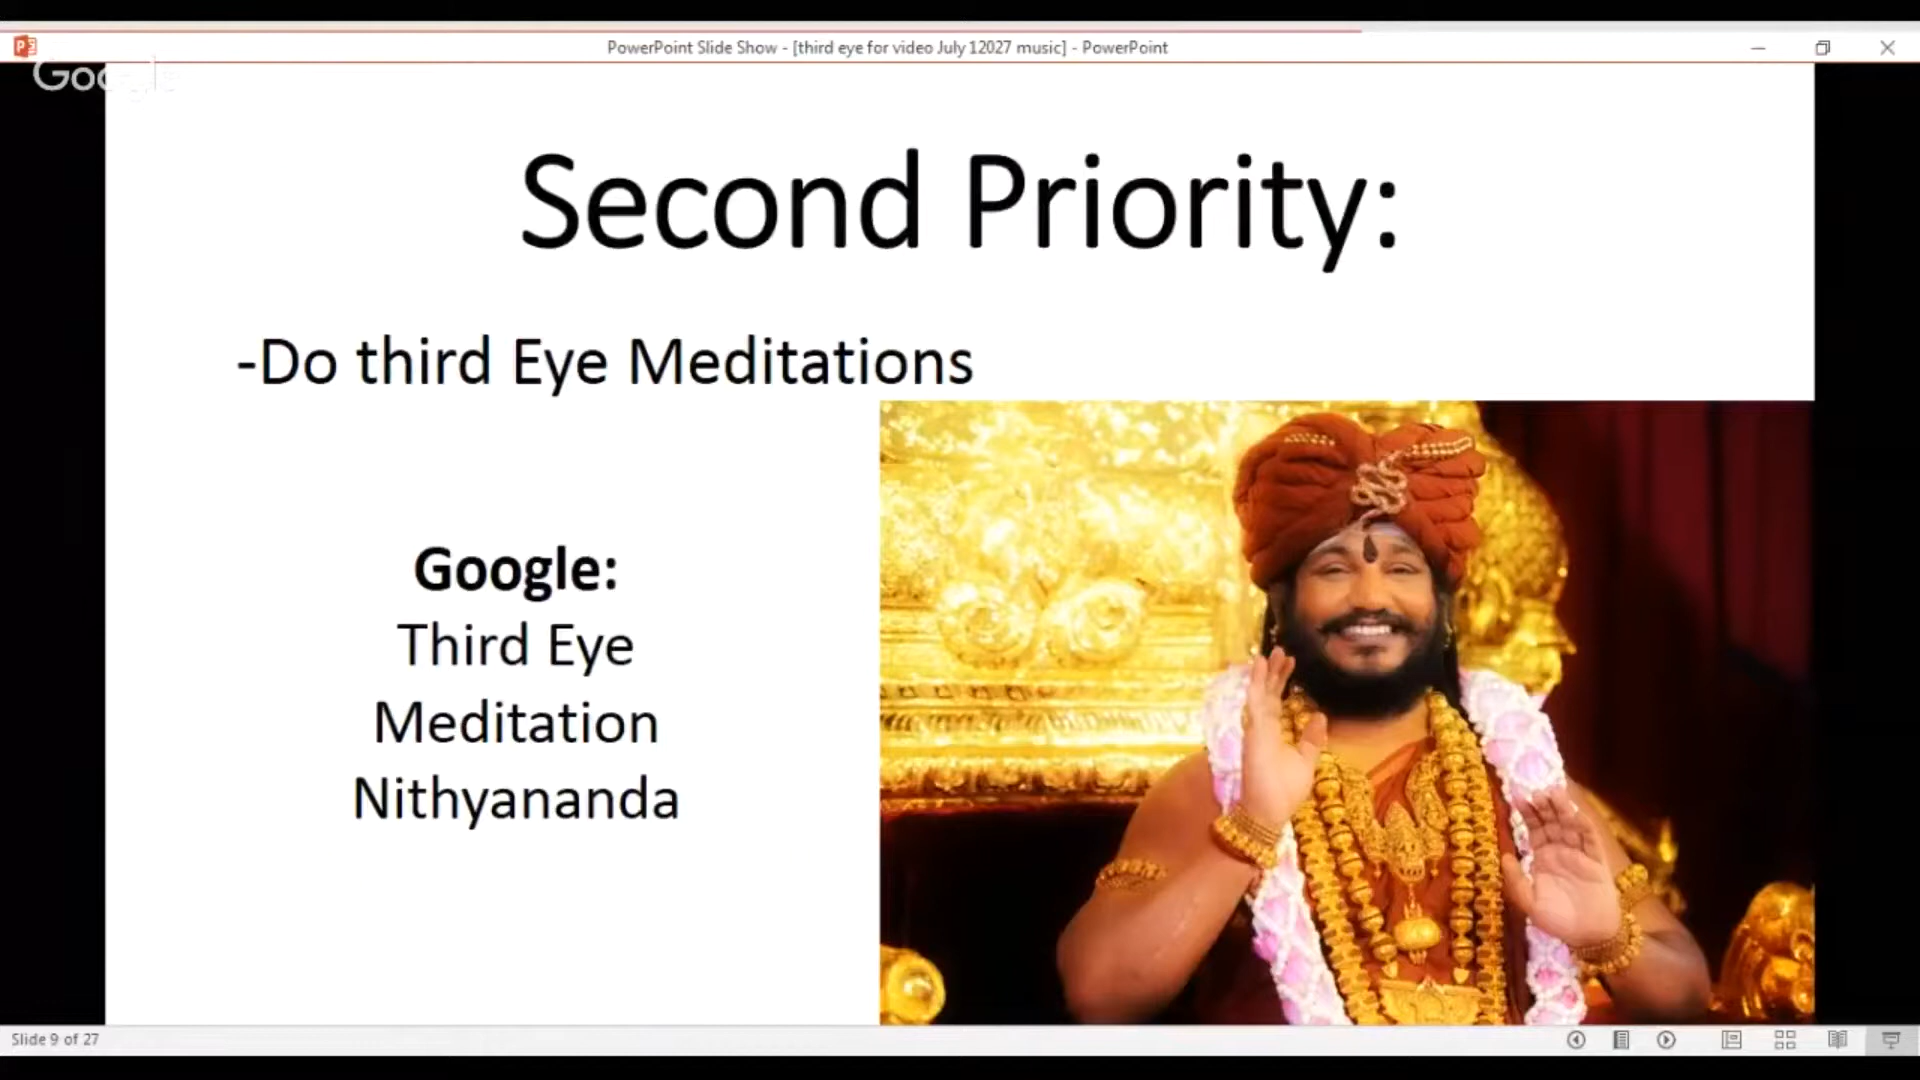 PowerPoint Slide Show - [third eye for video July 12027 music] - PowerPoint
Google
Second Priority:
-Do third Eye Meditations
Google:
Third Eye
Meditation
Nithyananda
Slide 9 of 27